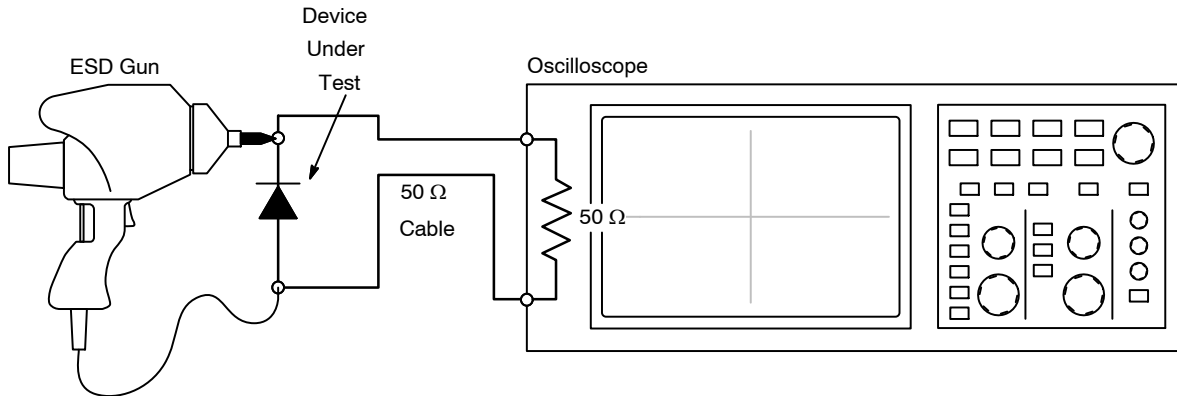 Device
Under
Test
ESD Gun
Oscilloscope
50 Ω
Cable
50 Ω